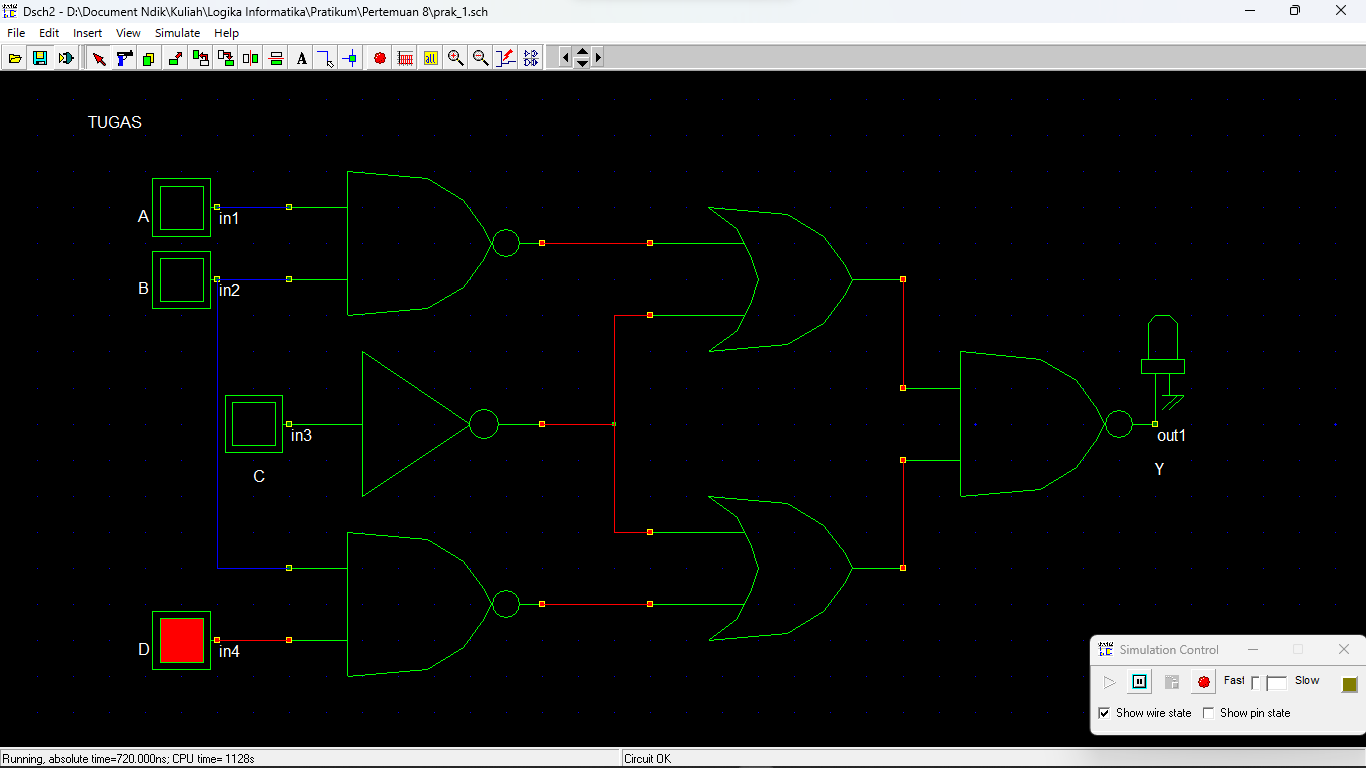 Dsch2 - D:\Document Ndik\Kuliah\Logika Informatika\Pratikum\Pertemuan 8\prak_1.sch
File Edit Insert View Simulate Help
A
TUGAS
A
in1
B
in2
in3
C
out1
Y
D
in4
Simulation Control
Fast
Slow
Show wire state
Show pin state
Running, absolute time=720.000ns; CPU time= 1128s
Circuit OK